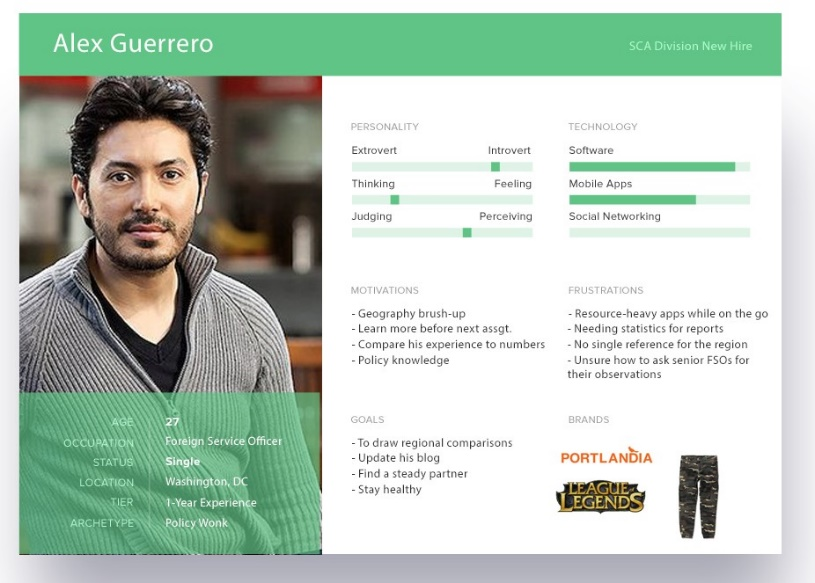 Alex Guerrero
SCA Division New Hire
AGE 27
OCCUPATION Foreign Service Officer
STATUS Single
LOCATION Washington, DC
TIER 1-Year Experience
ARCHETYPE Policy Wonk
PERSONALITY
Extrovert Introvert
Thinking Feeling
Judging Perceiving
TECHNOLOGY
Software
Mobile Apps
Social Networking
MOTIVATIONS
- Geography brush-up
- Learn more before next assgt.
- Compare his experience to numbers
- Policy knowledge
FRUSTRATIONS
- Resource-heavy apps while on the go
- Needing statistics for reports
- No single reference for the region
- Unsure how to ask senior FSOs for
their observations
GOALS
- To draw regional comparisons
- Update his blog
- Find a steady partner
- Stay healthy
BRANDS
PORTLANDIA
LEAGUE
LEGENDS